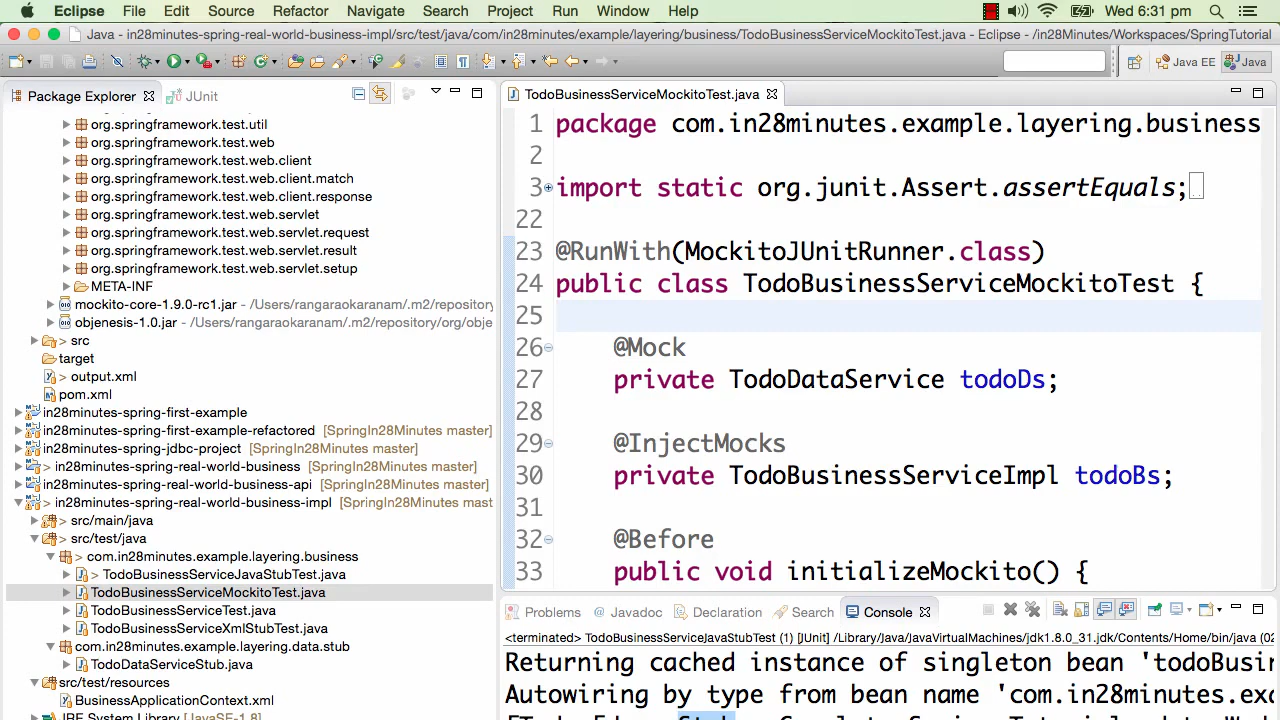 Eclipse File Edit Source Refactor Navigate Search Project Run Window Help Wed 6:31 pm
Java - in28minutes-spring-real-world-business-impl/src/test/java/com/in28minutes/example/layering/business/TodoBusinessServiceMockitoTest.java - Eclipse - /in28Minutes/Workspaces/SpringTutorial
Java EE Java
Package Explorer JUnit
org.springframework.test.util
org.springframework.test.web
org.springframework.test.web.client
org.springframework.test.web.client.match
org.springframework.test.web.client.response
org.springframework.test.web.servlet
org.springframework.test.web.servlet.request
org.springframework.test.web.servlet.result
org.springframework.test.web.servlet.setup
META-INF
mockito-core-1.9.0-rc1.jar - /Users/rangaraokaranam/.m2/repository
objenesis-1.0.jar - /Users/rangaraokaranam/.m2/repository/org/obje
> src
target
> output.xml
pom.xml
in28minutes-spring-first-example
in28minutes-spring-first-example-refactored [SpringIn28Minutes master]
in28minutes-spring-jdbc-project [SpringIn28Minutes master]
> in28minutes-spring-real-world-business [SpringIn28Minutes master]
in28minutes-spring-real-world-business-api [SpringIn28Minutes master]
> in28minutes-spring-real-world-business-impl [SpringIn28Minutes mast
> src/main/java
> src/test/java
> com.in28minutes.example.layering.business
> TodoBusinessServiceJavaStubTest.java
TodoBusinessServiceMockitoTest.java
TodoBusinessServiceTest.java
TodoBusinessServiceXmlStubTest.java
com.in28minutes.example.layering.data.stub
TodoDataServiceStub.java
src/test/resources
BusinessApplicationContext.xml
JRE System Library [JavaSE-1.8]
TodoBusinessServiceMockitoTest.java
1 package com.in28minutes.example.layering.business
2
3 import static org.junit.Assert.assertEquals;
22
23 @RunWith(MockitoJUnitRunner.class)
24 public class TodoBusinessServiceMockitoTest {
25
26 @Mock
27 private TodoDataService todoDs;
28
29 @InjectMocks
30 private TodoBusinessServiceImpl todoBs;
31
32 @Before
33 public void initializeMockito() {
Problems Javadoc Declaration Search Console
<terminated> TodoBusinessServiceJavaStubTest (1) [JUnit] /Library/Java/JavaVirtualMachines/jdk1.8.0_31.jdk/Contents/Home/bin/java (02
Returning cached instance of singleton bean 'todoBusin
Autowiring by type from bean name 'com.in28minutes.exa